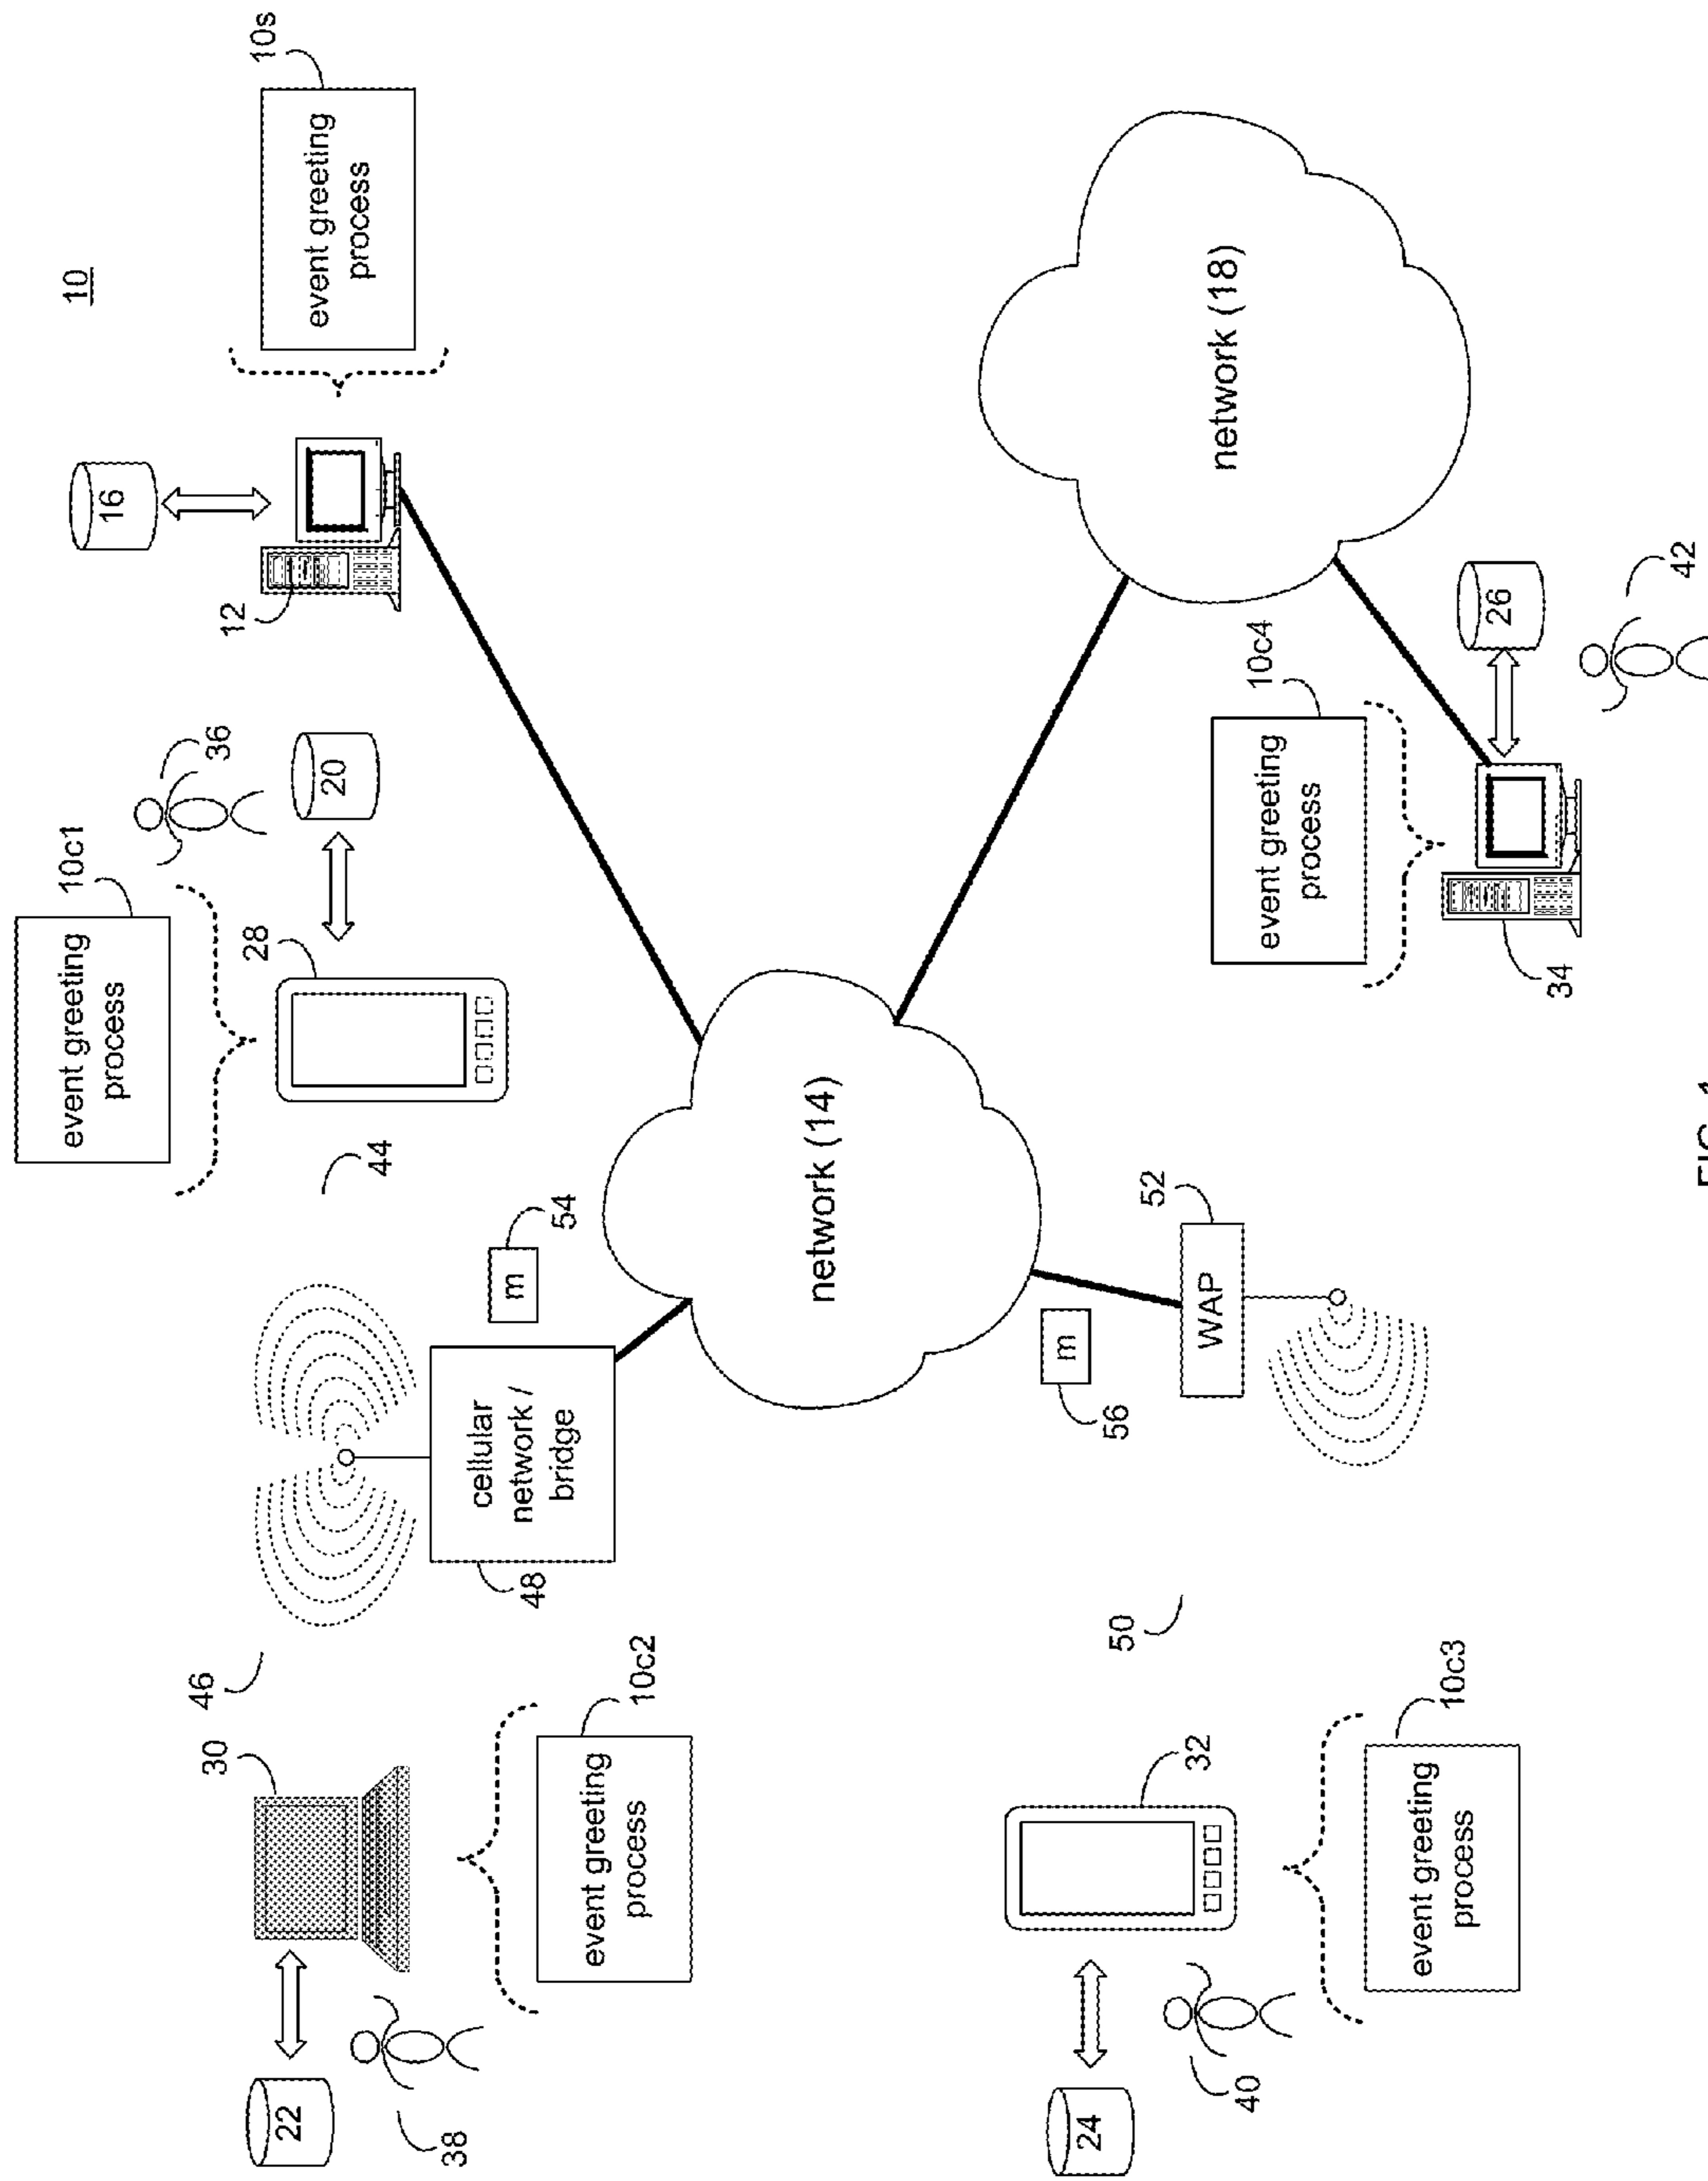 event greeting
process
10c1
10
16
10s
event greeting
process
12
36
20
28
44
46
30
22
38
cellular
network /
bridge
48
m
54
event greeting
process
10c2
network (14)
network (18)
m
56
WAP
52
50
32
24
40
event greeting
process
10c3
event greeting
process
10c4
26
42
34
FIG. 1